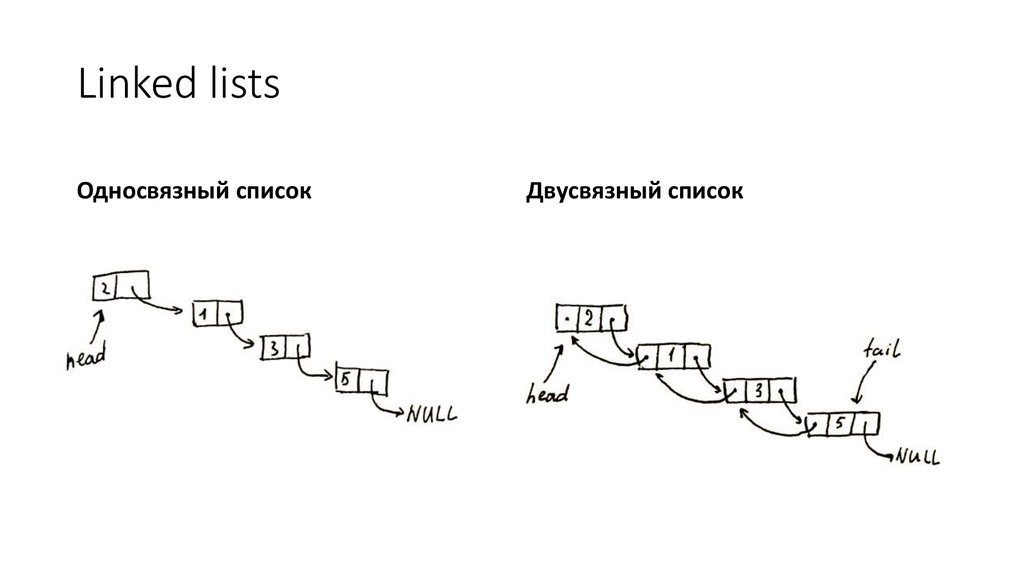 Linked lists
Односвязный список
2
1
3
5
head
NULL
Двусвязный список
2
1
3
5
tail
head
NULL